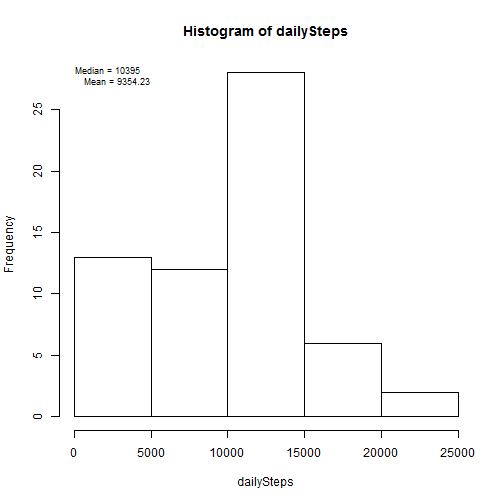 Histogram of dailySteps
Median = 10395
Mean = 9354.23
Frequency
25
20
15
10
5
0
0 5000 10000 15000 20000 25000
dailySteps